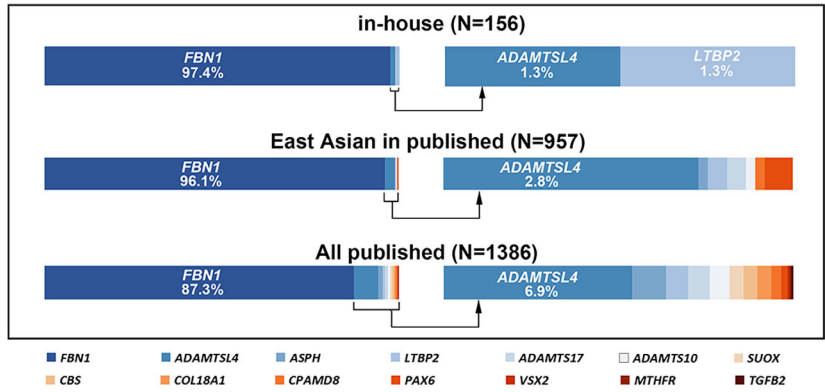 in-house (N=156)
FBN1
97.4%
ADAMTSL4
1.3%
LTBP2
1.3%
East Asian in published (N=957)
FBN1
96.1%
ADAMTSL4
2.8%
All published (N=1386)
FBN1
87.3%
ADAMTSL4
6.9%
FBN1 ADAMTSL4 ASPH LTBP2 ADAMTS17 ADAMTS10 SUOX
CBS COL18A1 CPAMD8 PAX6 VSX2 MTHFR TGFB2